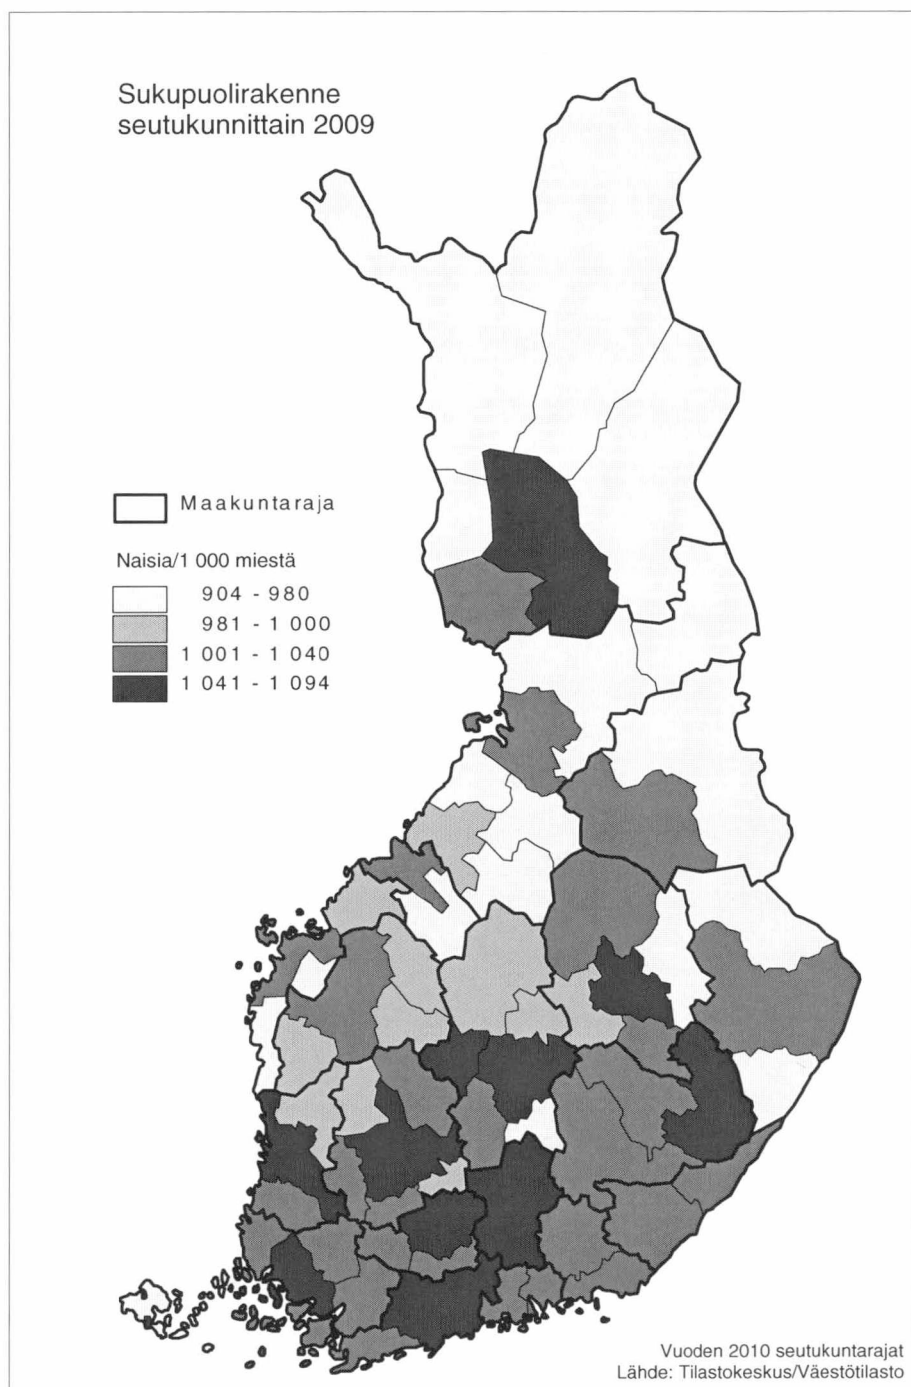 Sukupuolirakenne
seutukunnittain 2009
Maakuntaraja
Naisia/1 000 miestä
904 - 980
981 - 1 000
1 001 - 1 040
1 041 - 1 094
Vuoden 2010 seutukuntarajat
Lähde: Tilastokeskus/Väestötilasto